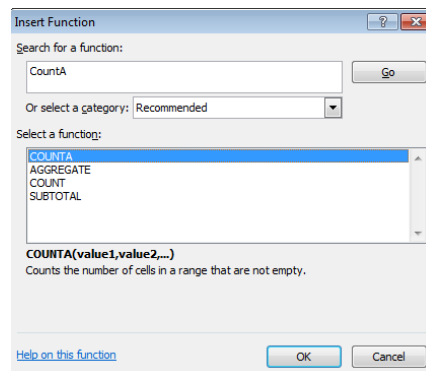 Insert Function
?
Search for a function:
CountA
Go
Or select a category: Recommended
Select a function:
COUNTA
AGGREGATE
COUNT
SUBTOTAL
COUNTA(value1,value2,...)
Counts the number of cells in a range that are not empty.
Help on this function
OK
Cancel